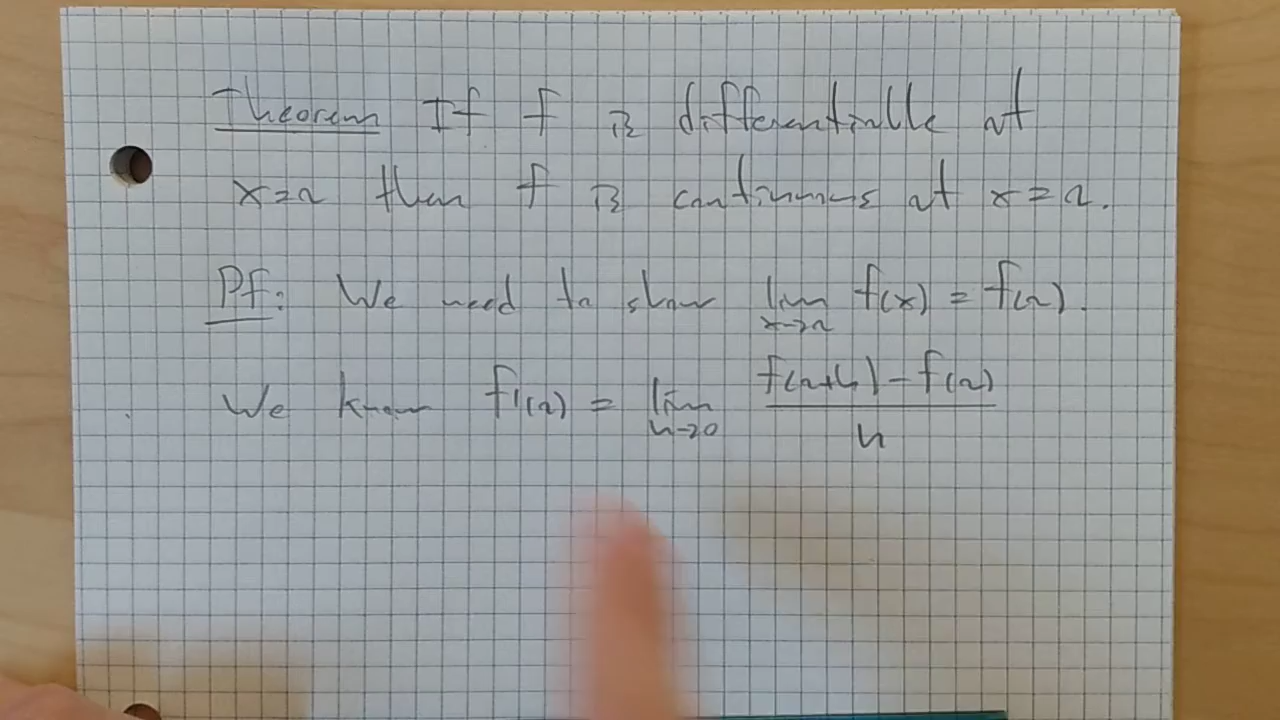 Theorem If f is differentiable at
x=a then f is continuous at x=a.
Pf: We need to show lim x→a f(x) = f(a).
We know f'(a) = lim h→0 (f(a+h)-f(a))/h